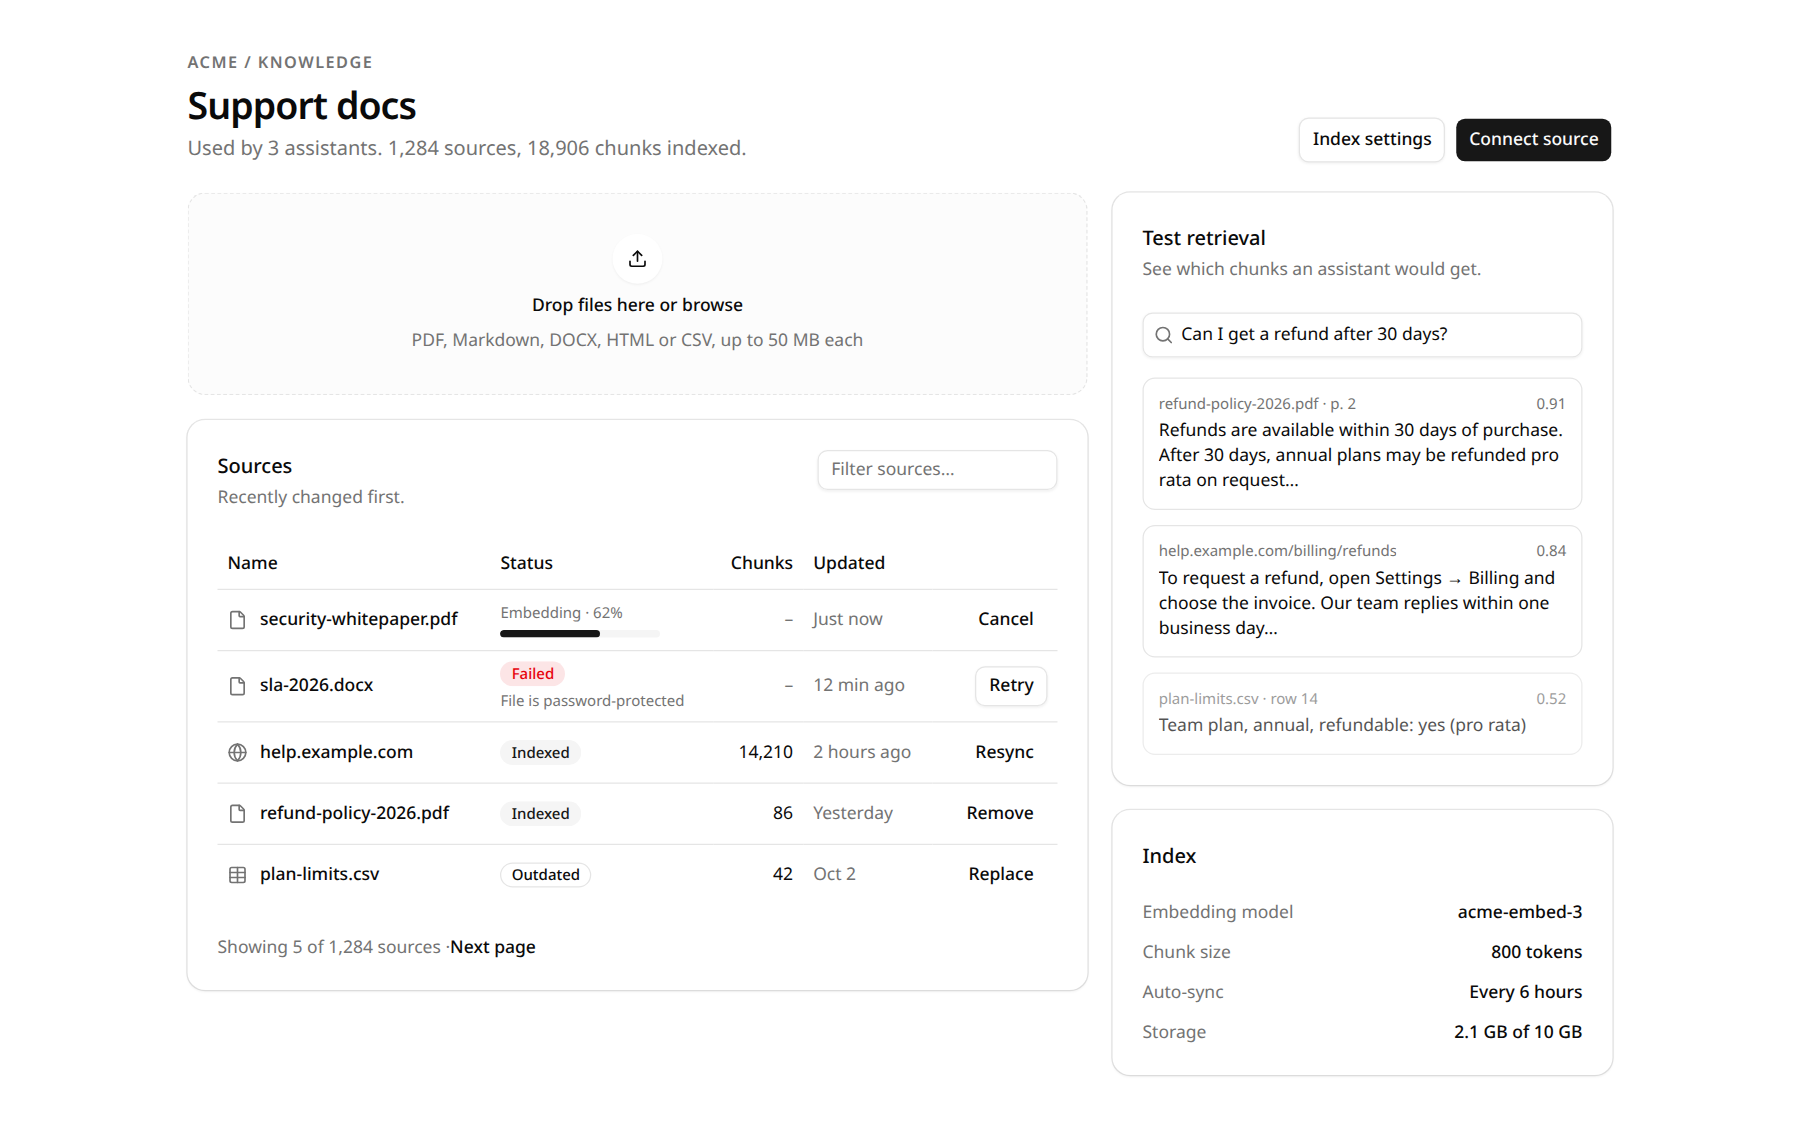 ACME / KNOWLEDGE
Support docs
Used by 3 assistants. 1,284 sources, 18,906 chunks indexed.
Index settings
Connect source
Drop files here or browse
PDF, Markdown, DOCX, HTML or CSV, up to 50 MB each
Sources
Recently changed first.
Filter sources...
Name Status Chunks Updated
security-whitepaper.pdf Embedding · 62% – Just now Cancel
sla-2026.docx Failed – 12 min ago Retry
File is password-protected
help.example.com Indexed 14,210 2 hours ago Resync
refund-policy-2026.pdf Indexed 86 Yesterday Remove
plan-limits.csv Outdated 42 Oct 2 Replace
Showing 5 of 1,284 sources ·Next page
Test retrieval
See which chunks an assistant would get.
Can I get a refund after 30 days?
refund-policy-2026.pdf · p. 2 0.91
Refunds are available within 30 days of purchase.
After 30 days, annual plans may be refunded pro
rata on request...
help.example.com/billing/refunds 0.84
To request a refund, open Settings → Billing and
choose the invoice. Our team replies within one
business day...
plan-limits.csv · row 14 0.52
Team plan, annual, refundable: yes (pro rata)
Index
Embedding model acme-embed-3
Chunk size 800 tokens
Auto-sync Every 6 hours
Storage 2.1 GB of 10 GB